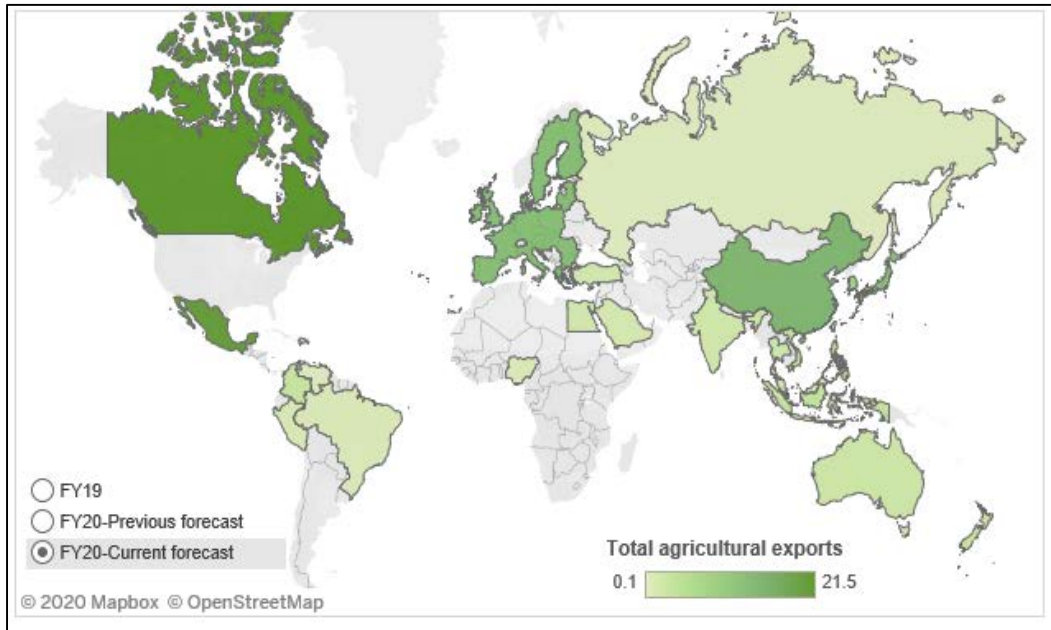 FY19
FY20-Previous forecast
FY20-Current forecast
Total agricultural exports
0.1 21.5
© 2020 Mapbox © OpenStreetMap